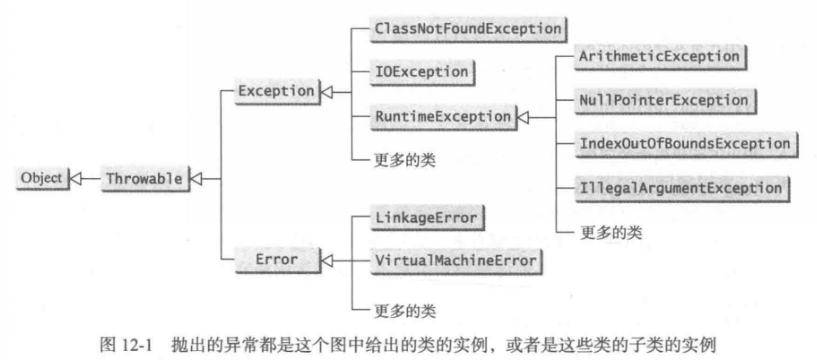 ClassNotFoundException
ArithmeticException
IOException
Exception
NullPointerException
RuntimeException
IndexOutOfBoundsException
更多的类
Object
Throwable
IllegalArgumentException
LinkageError
更多的类
Error
VirtualMachineError
更多的类
图 12-1 抛出的异常都是这个图中给出的类的实例，或者是这些类的子类的实例